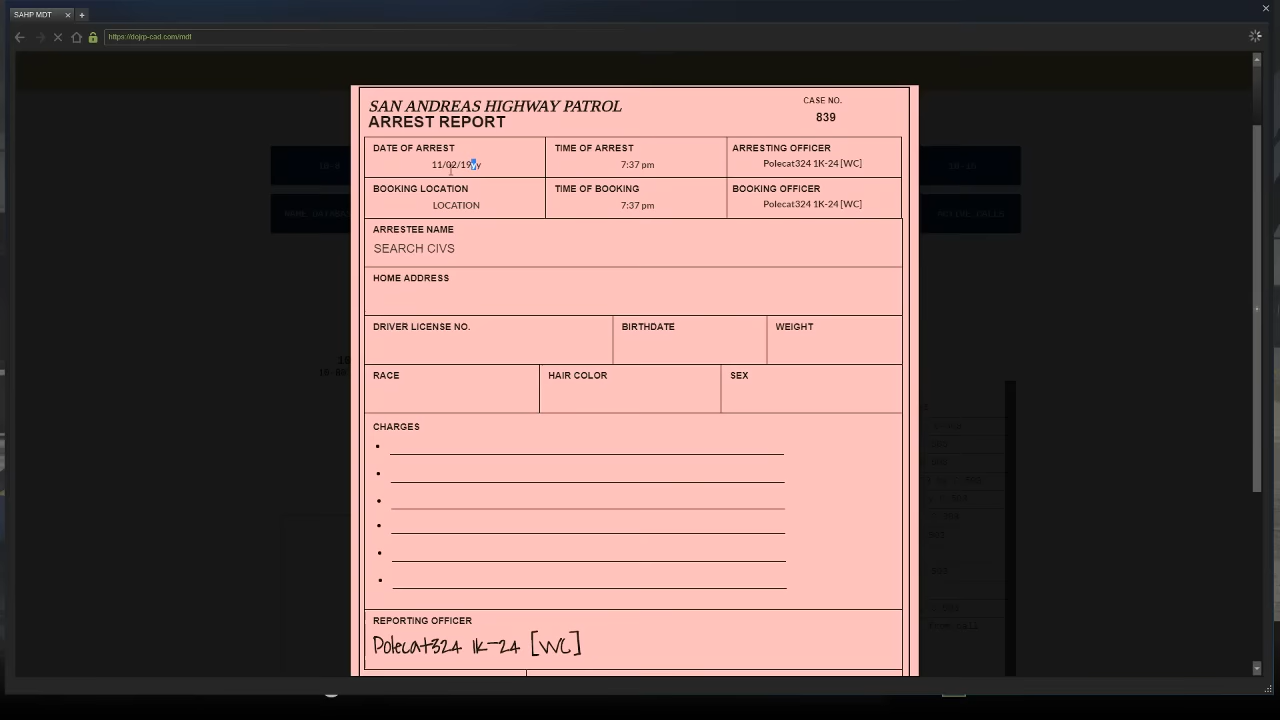 SAHP MDT
https://dojrp-cad.com/mdt
SAN ANDREAS HIGHWAY PATROL
ARREST REPORT
CASE NO.
839
DATE OF ARREST
11/02/19yy
TIME OF ARREST
7:37 pm
ARRESTING OFFICER
Polecat324 1K-24 [WC]
BOOKING LOCATION
LOCATION
TIME OF BOOKING
7:37 pm
BOOKING OFFICER
Polecat324 1K-24 [WC]
ARRESTEE NAME
SEARCH CIVS
HOME ADDRESS
DRIVER LICENSE NO.
BIRTHDATE
WEIGHT
RACE
HAIR COLOR
SEX
CHARGES
REPORTING OFFICER
Polecat324 1K-24 [WC]